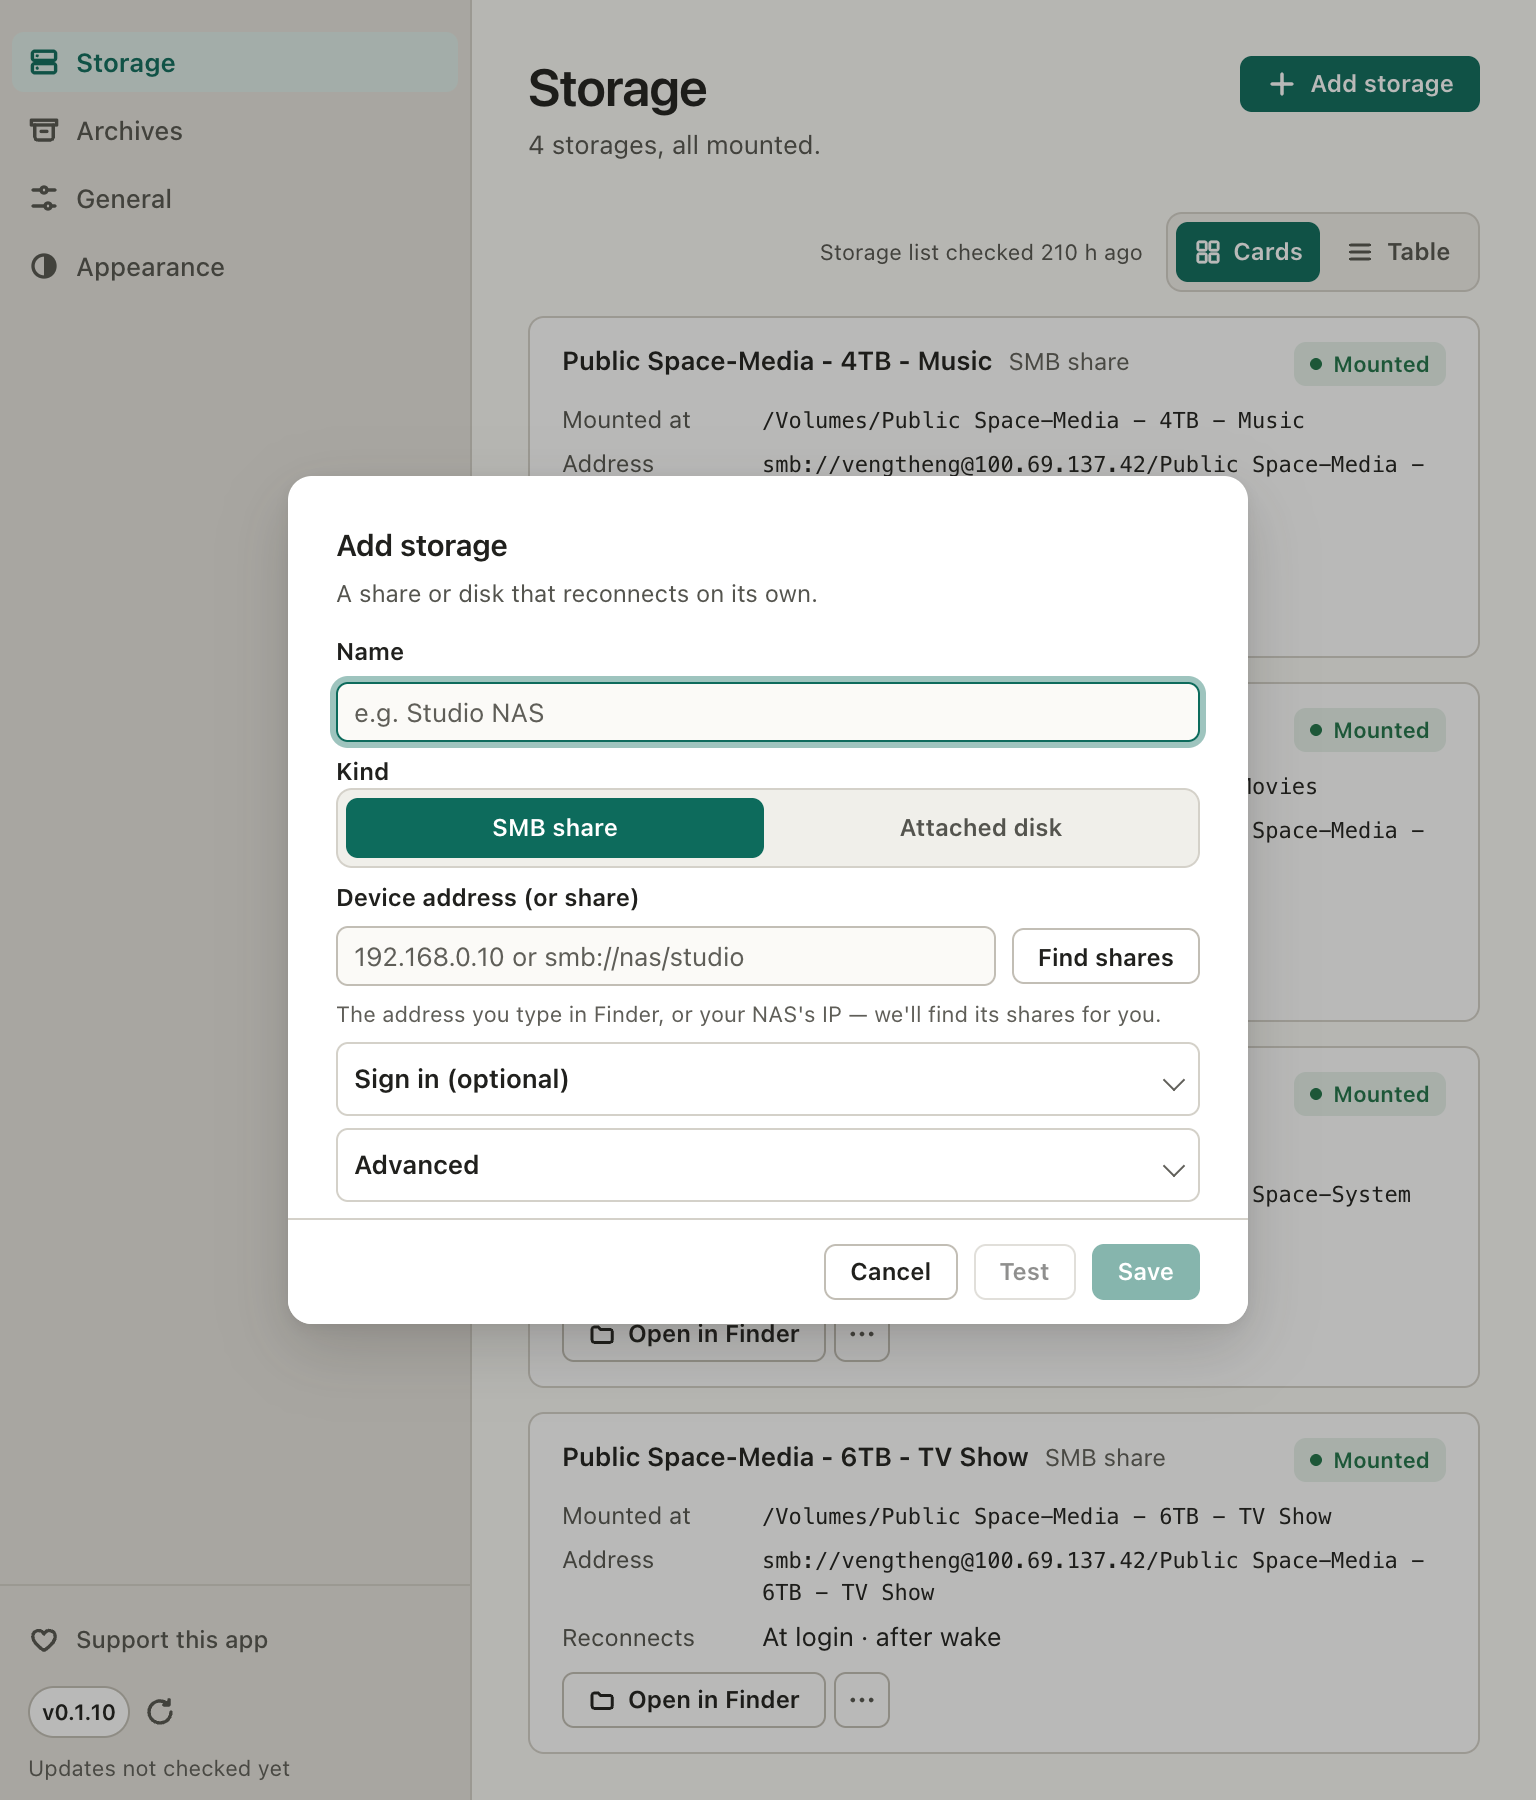 Storage
Archives
General
Appearance
Storage
4 storages, all mounted.
Add storage
Storage list checked 210 h ago
Cards
Table
Public Space-Media - 4TB - Music SMB share
Mounted
Mounted at /Volumes/Public Space-Media - 4TB - Music
Address smb://vengtheng@100.69.137.42/Public Space-Media -
Add storage
A share or disk that reconnects on its own.
Name
e.g. Studio NAS
Kind
SMB share
Attached disk
Device address (or share)
192.168.0.10 or smb://nas/studio
Find shares
The address you type in Finder, or your NAS's IP — we'll find its shares for you.
Sign in (optional)
Advanced
Cancel
Test
Save
Mounted
Space-Media -
Mounted
Space-System
Open in Finder
Public Space-Media - 6TB - TV Show SMB share
Mounted
Mounted at /Volumes/Public Space-Media - 6TB - TV Show
Address smb://vengtheng@100.69.137.42/Public Space-Media -
6TB - TV Show
Reconnects At login · after wake
Open in Finder
Support this app
v0.1.10
Updates not checked yet